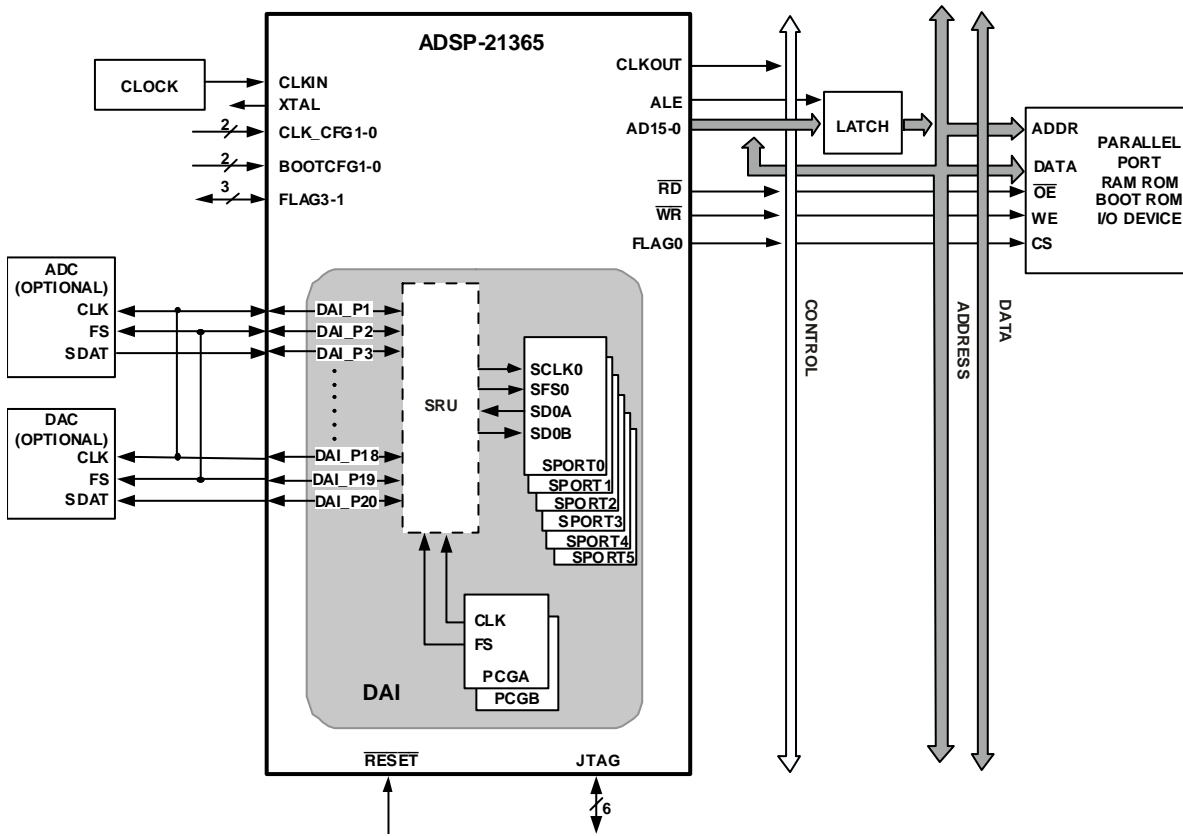 ADSP-21365
CLOCK
CLKIN
XTAL
2
CLK_CFG1-0
2
BOOTCFG1-0
3
FLAG3-1
CLKOUT
ALE
AD15-0
RD
WR
FLAG0
LATCH
ADDR
DATA
OE
WE
CS
PARALLEL
PORT
RAM ROM
BOOT ROM
I/O DEVICE
CONTROL
ADDRESS
DATA
ADC
(OPTIONAL)
CLK
FS
SDAT
DAC
(OPTIONAL)
CLK
FS
SDAT
DAI_P1
DAI_P2
DAI_P3
DAI_P18
DAI_P19
DAI_P20
SRU
SCLK0
SFS0
SD0A
SD0B
SPORT0
SPORT1
SPORT2
SPORT3
SPORT4
SPORT5
CLK
FS
PCGA
PCGB
DAI
RESET
JTAG
6